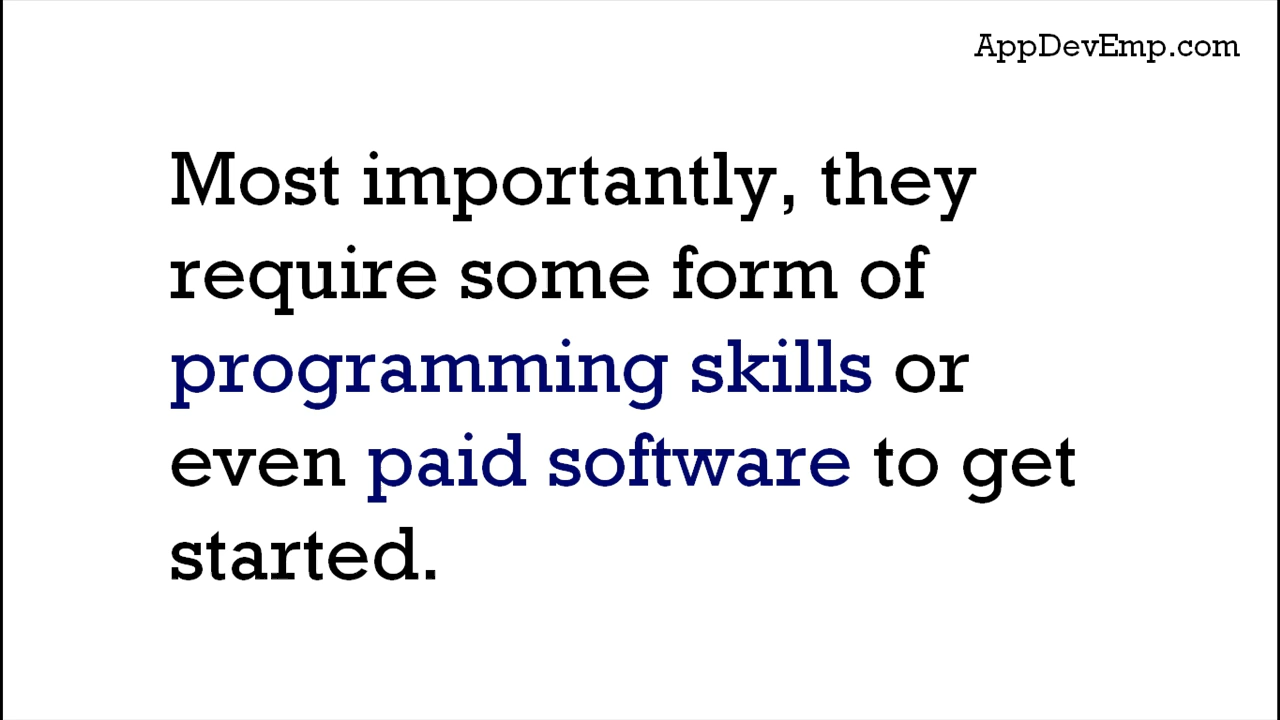 AppDevEmp.com
Most importantly, they
require some form of
programming skills or
even paid software to get
started.